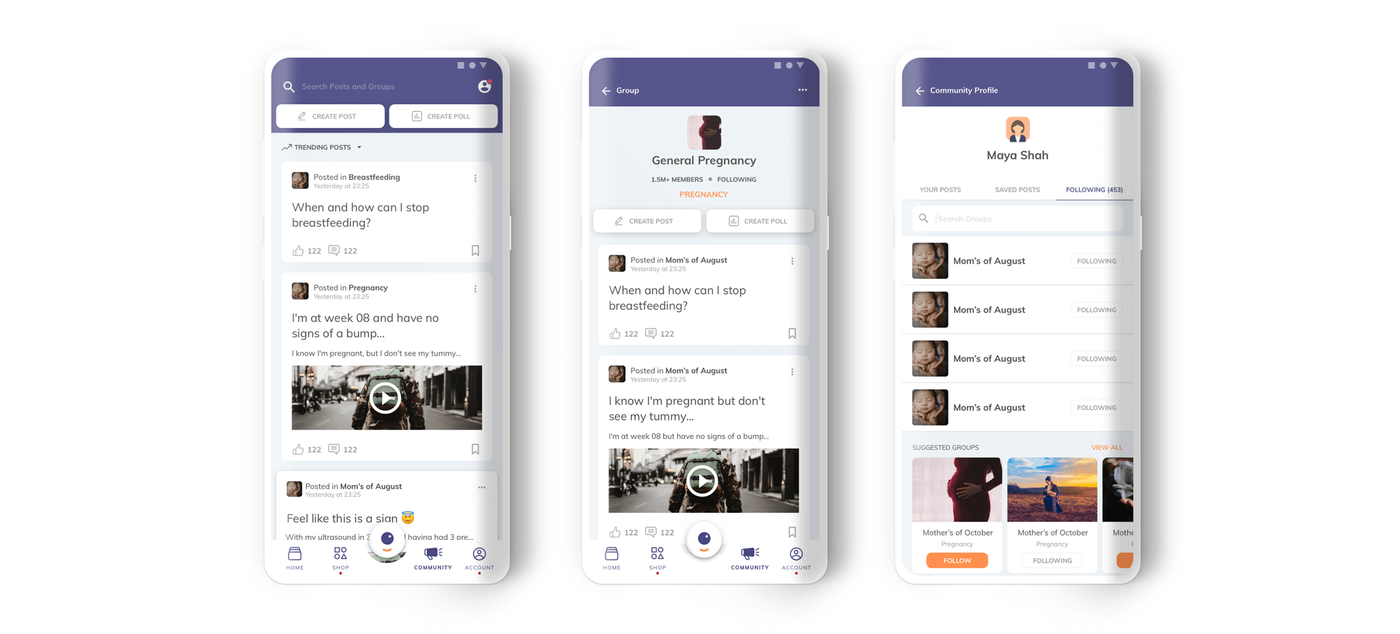 Search Posts and Groups
CREATE POST
CREATE POLL
TRENDING POSTS
Posted in Breastfeeding
Yesterday at 23:25
When and how can I stop
breastfeeding?
122
122
Posted in Pregnancy
Yesterday at 23:25
I'm at week 08 and have no
signs of a bump...
I know I'm pregnant, but I don't see my tummy...
122
122
Posted in Mom's of August
Yesterday at 23:25
Feel like this is a sign 😇
With my ultrasound in 3 having had 3 pre...
HOME
SHOP
COMMUNITY
ACCOUNT
Group
General Pregnancy
1.5M+ MEMBERS
FOLLOWING
PREGNANCY
CREATE POST
CREATE POLL
Posted in Mom's of August
Yesterday at 23:25
When and how can I stop
breastfeeding?
122
122
Posted in Mom's of August
Yesterday at 23:25
I know I'm pregnant but don't
see my tummy...
I'm at week 08 but have no signs of a bump...
122
122
HOME
SHOP
COMMUNITY
ACCOUNT
Community Profile
Maya Shah
YOUR POSTS
SAVED POSTS
FOLLOWING (453)
Search Groups
Mom's of August
FOLLOWING
Mom's of August
FOLLOWING
Mom's of August
FOLLOWING
Mom's of August
FOLLOWING
SUGGESTED GROUPS
VIEW ALL
Mother's of October
Pregnancy
FOLLOW
Mother's of October
Pregnancy
FOLLOWING
Mothe